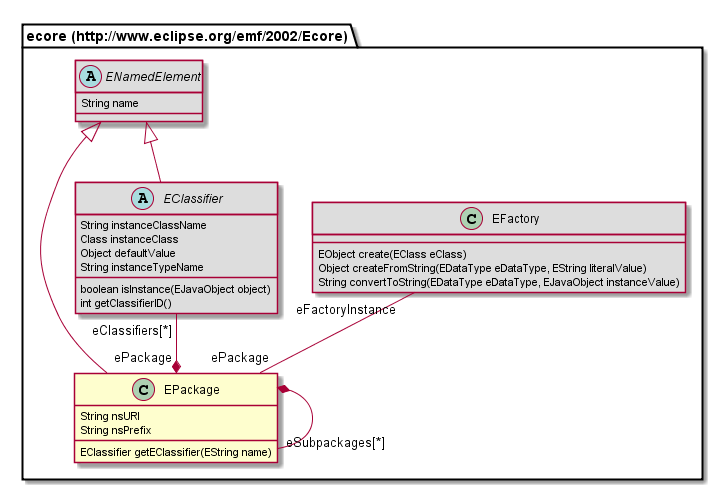 ecore (http://www.eclipse.org/emf/2002/Ecore)
A ENamedElement
String name
A EClassifier
String instanceClassName
Class instanceClass
Object defaultValue
String instanceTypeName
boolean isInstance(EJavaObject object)
int getClassifierID()
C EFactory
EObject create(EClass eClass)
Object createFromString(EDataType eDataType, EString literalValue)
String convertToString(EDataType eDataType, EJavaObject instanceValue)
eFactoryInstance
eClassifiers[*]
ePackage
ePackage
C EPackage
String nsURI
String nsPrefix
EClassifier getEClassifier(EString name)
eSubpackages[*]